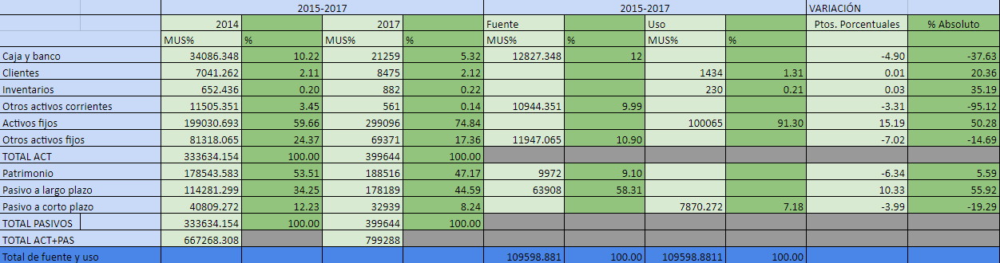 2015-2017 2015-2017 VARIACIÓN
2014 2017 Fuente Uso Ptos. Porcentuales % Absoluto
MUS% % MUS% % MUS% % MUS% %
Caja y banco 34086.348 10.22 21259 5.32 12827.348 12 -4.90 -37.63
Clientes 7041.262 2.11 8475 2.12 1434 1.31 0.01 20.36
Inventarios 652.436 0.20 882 0.22 230 0.21 0.03 35.19
Otros activos corrientes 11505.351 3.45 561 0.14 10944.351 9.99 -3.31 -95.12
Activos fijos 199030.693 59.66 299096 74.84 100065 91.30 15.19 50.28
Otros activos fijos 81318.065 24.37 69371 17.36 11947.065 10.90 -7.02 -14.69
TOTAL ACT 333634.154 100.00 399644 100.00
Patrimonio 178543.583 53.51 188516 47.17 9972 9.10 -6.34 5.59
Pasivo a largo plazo 114281.299 34.25 178189 44.59 63908 58.31 10.33 55.92
Pasivo a corto plazo 40809.272 12.23 32939 8.24 7870.272 7.18 -3.99 -19.29
TOTAL PASIVOS 333634.154 100.00 399644 100.00
TOTAL ACT+PAS 667268.308 799288
Total de fuente y uso 109598.881 100.00 109598.8811 100.00